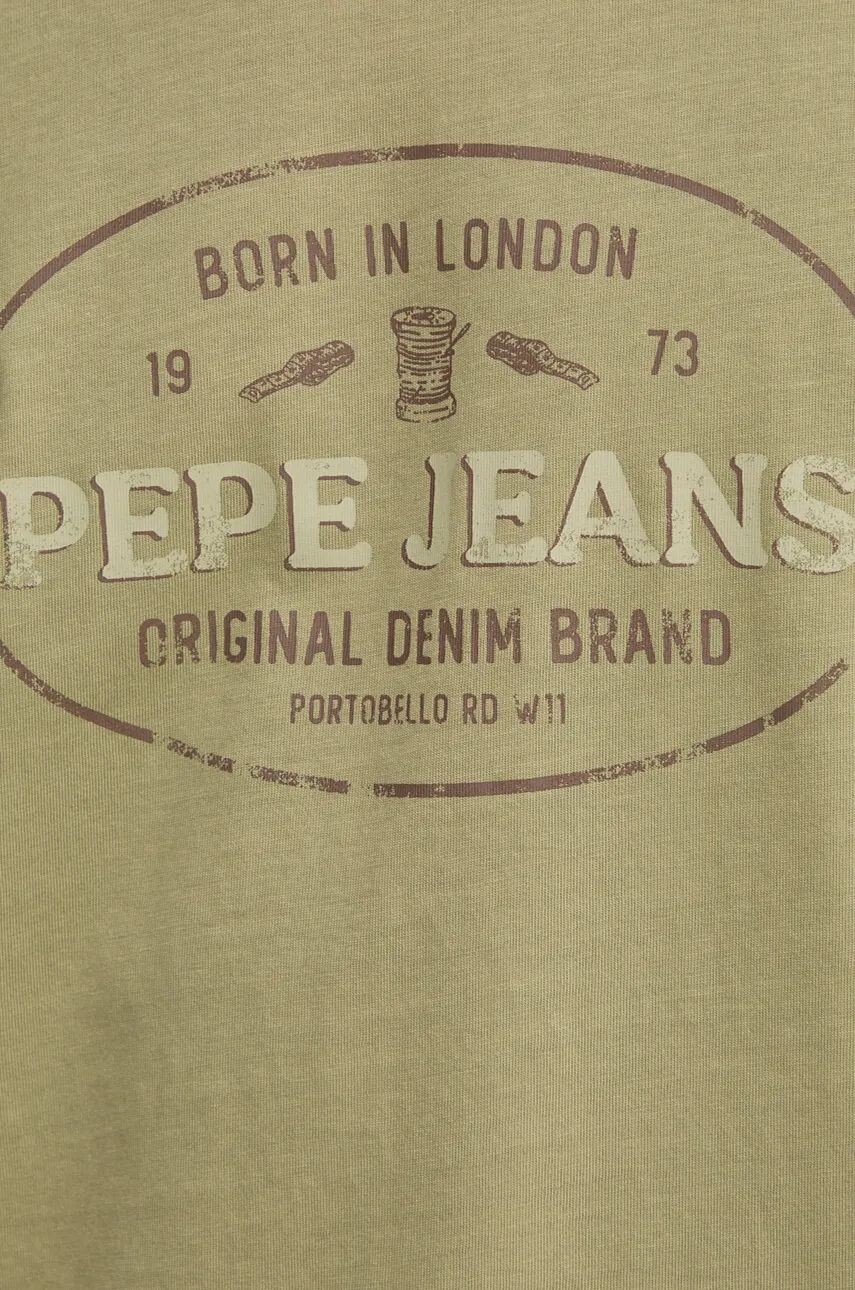 BORN IN LONDON
19 73
PEPE JEANS
ORIGINAL DENIM BRAND
PORTOBELLO RD W11